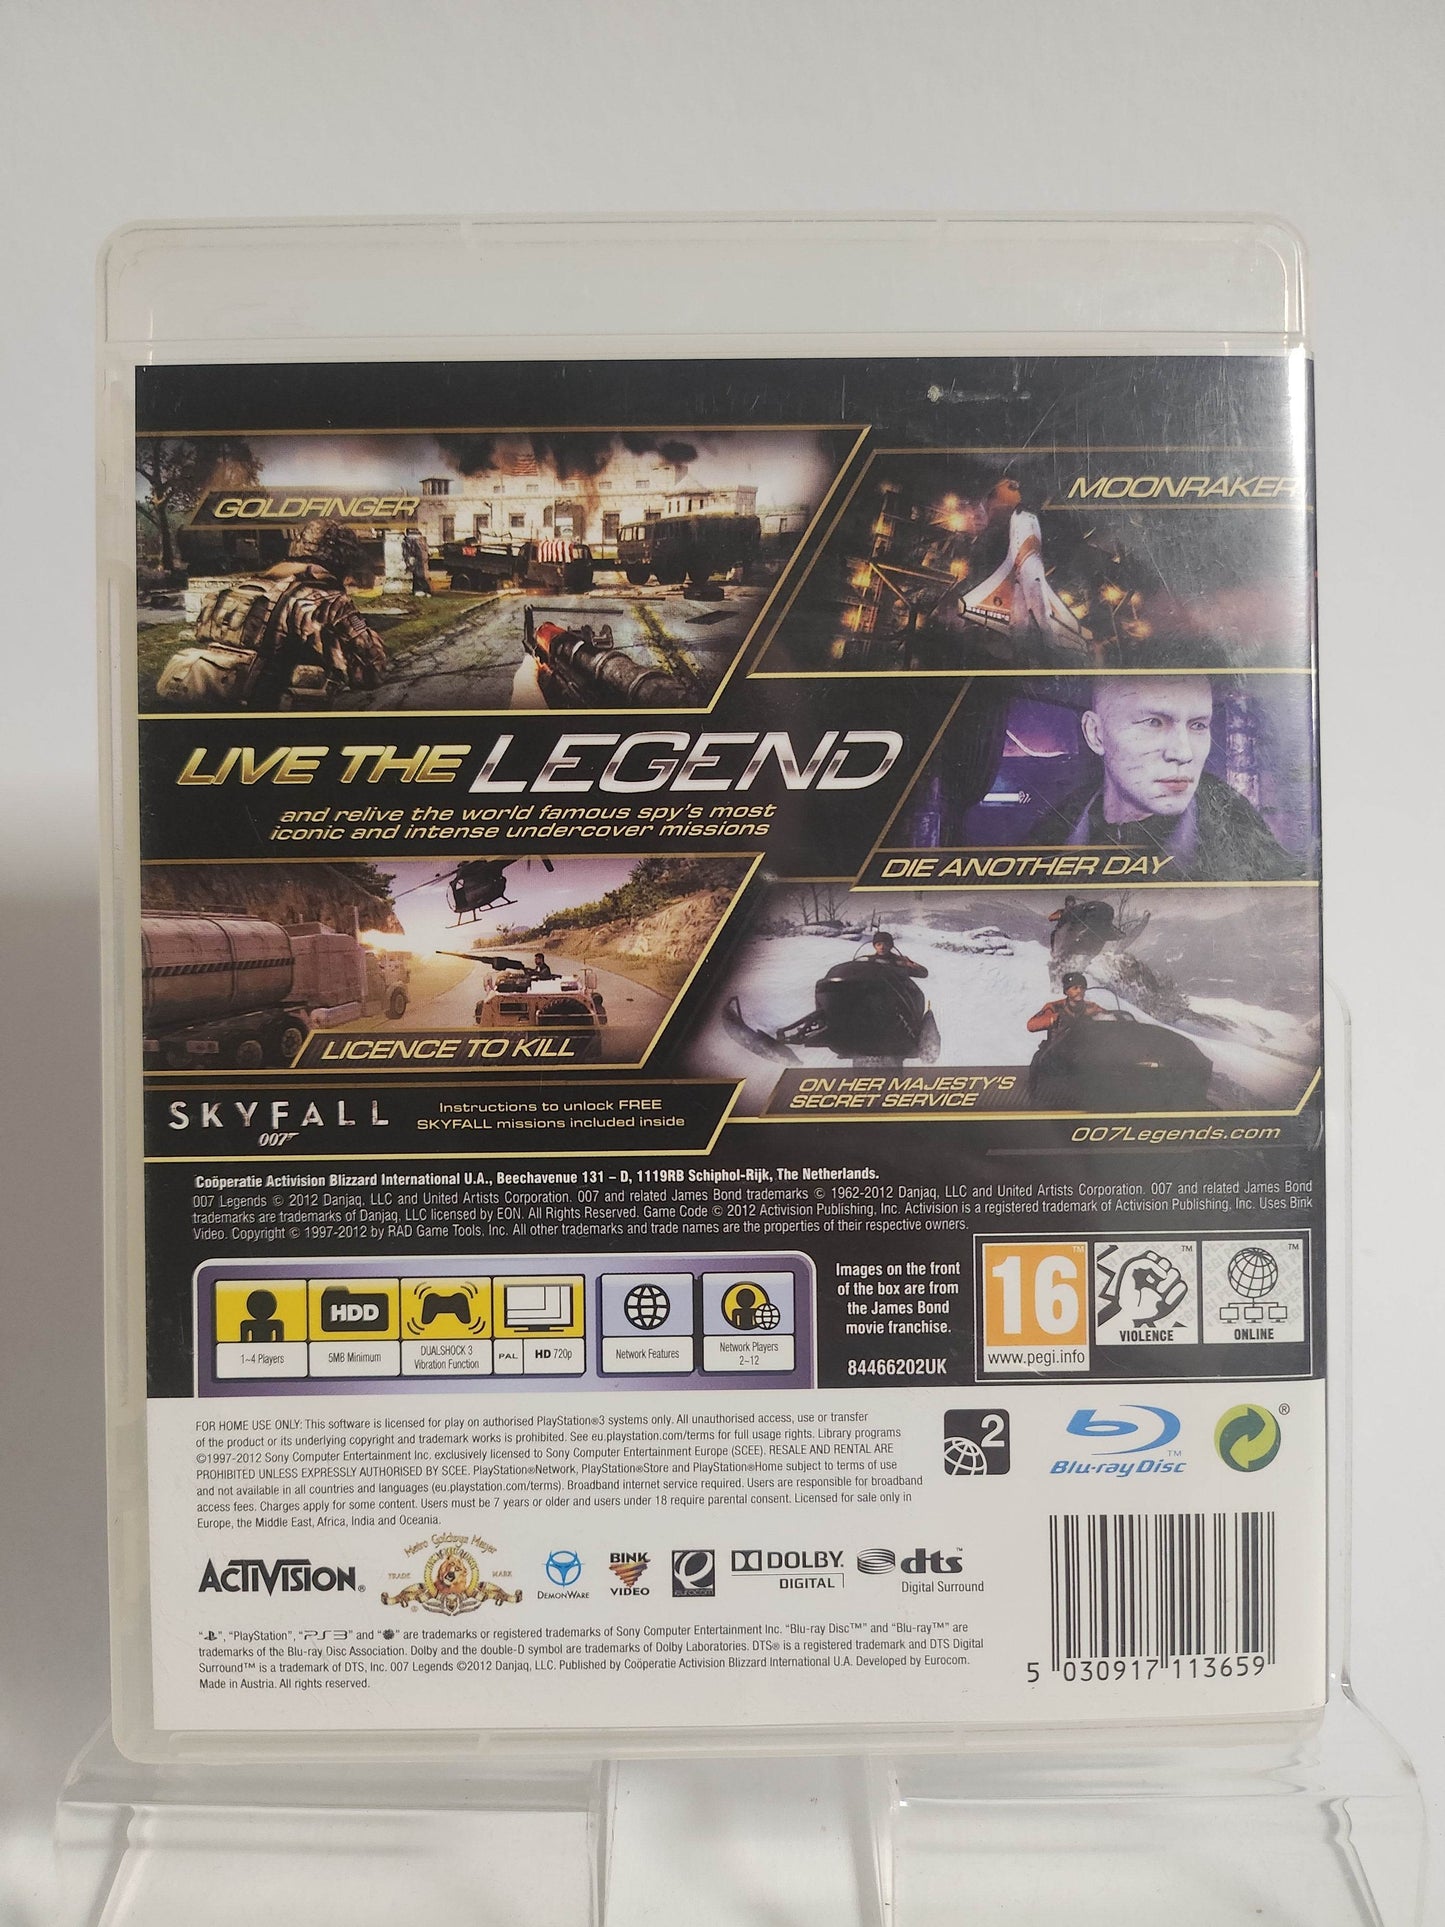 GOLDFINGER
MOONRAKER
LIVE THE LEGEND
and relive the world famous spy's most
iconic and intense undercover missions
DIE ANOTHER DAY
LICENCE TO KILL
ON HER MAJESTY'S
SECRET SERVICE
SKYFALL
007
Instructions to unlock FREE
SKYFALL missions included inside
007Legends.com
Coöperatie Activision Blizzard International U.A., Beechavenue 131 – D, 1119RB Schiphol-Rijk, The Netherlands.
007 Legends © 2012 Danjaq, LLC and United Artists Corporation. 007 and related James Bond trademarks © 1962-2012 Danjaq, LLC and United Artists Corporation. 007 and related James Bond
trademarks are trademarks of Danjaq, LLC licensed by EON. All Rights Reserved. Game Code © 2012 Activision Publishing, Inc. Activision is a registered trademark of Activision Publishing, Inc. Uses Bink
Video. Copyright © 1997-2012 by RAD Game Tools, Inc. All other trademarks and trade names are the properties of their respective owners.
HDD
1~4 Players
5MB Minimum
DUALSHOCK 3
Vibration Function
PAL
HD 720p
Network Features
Network Players
2~12
Images on the front
of the box are from
the James Bond
movie franchise.
84466202UK
16
www.pegi.info
VIOLENCE
ONLINE
FOR HOME USE ONLY: This software is licensed for play on authorised PlayStation®3 systems only. All unauthorised access, use or transfer
of the product or its underlying copyright and trademark works is prohibited. See eu.playstation.com/terms for full usage rights. Library programs
©1997-2012 Sony Computer Entertainment Inc. exclusively licensed to Sony Computer Entertainment Europe (SCEE). RESALE AND RENTAL ARE
PROHIBITED UNLESS EXPRESSLY AUTHORISED BY SCEE. PlayStation®Network, PlayStation®Store and PlayStation®Home subject to terms of use
and not available in all countries and languages (eu.playstation.com/terms). Broadband internet service required. Users are responsible for broadband
access fees. Charges apply for some content. Users must be 7 years or older and users under 18 require parental consent. Licensed for sale only in
Europe, the Middle East, Africa, India and Oceania.
2
Blu-ray Disc
ACTIVISION®
Metro Goldwyn Mayer
TRADE MARK
DEMONWARE
BINK
VIDEO
eurocom
DOLBY.
DIGITAL
dts™
Digital Surround
"", "PlayStation", "PS3" and "" are trademarks or registered trademarks of Sony Computer Entertainment Inc. "Blu-ray Disc™" and "Blu-ray™" are
trademarks of the Blu-ray Disc Association. Dolby and the double-D symbol are trademarks of Dolby Laboratories. DTS® is a registered trademark and DTS Digital
Surround™ is a trademark of DTS, Inc. 007 Legends ©2012 Danjaq, LLC. Published by Coöperatie Activision Blizzard International U.A. Developed by Eurocom.
Made in Austria. All rights reserved.
5 030917 113659